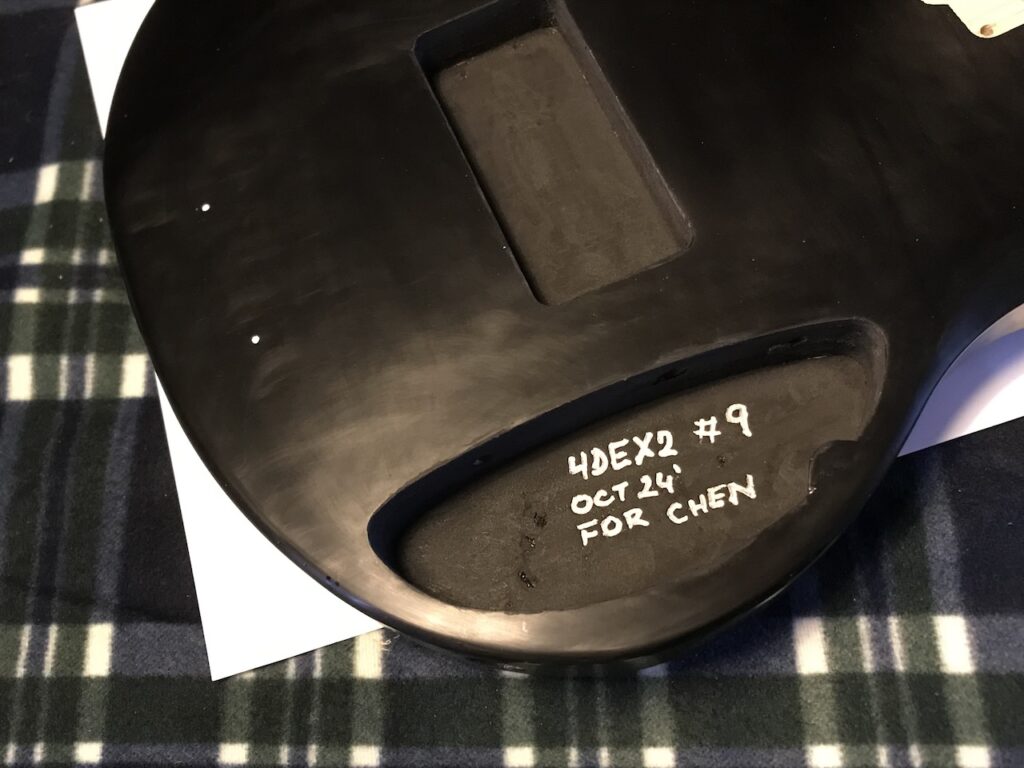 4DEX2 #9
OCT 24'
FOR CHEN